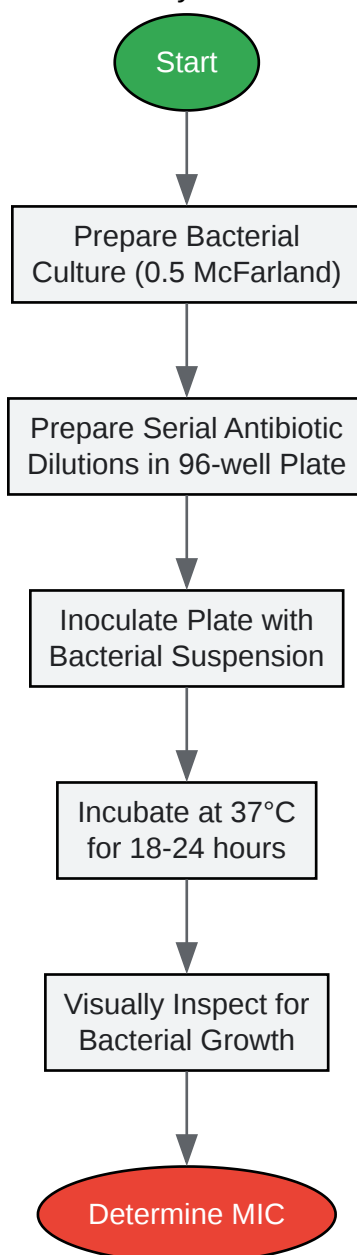 Start
Prepare Bacterial
Culture (0.5 McFarland)
Prepare Serial Antibiotic
Dilutions in 96-well Plate
Inoculate Plate with
Bacterial Suspension
Incubate at 37°C
for 18-24 hours
Visually Inspect for
Bacterial Growth
Determine MIC